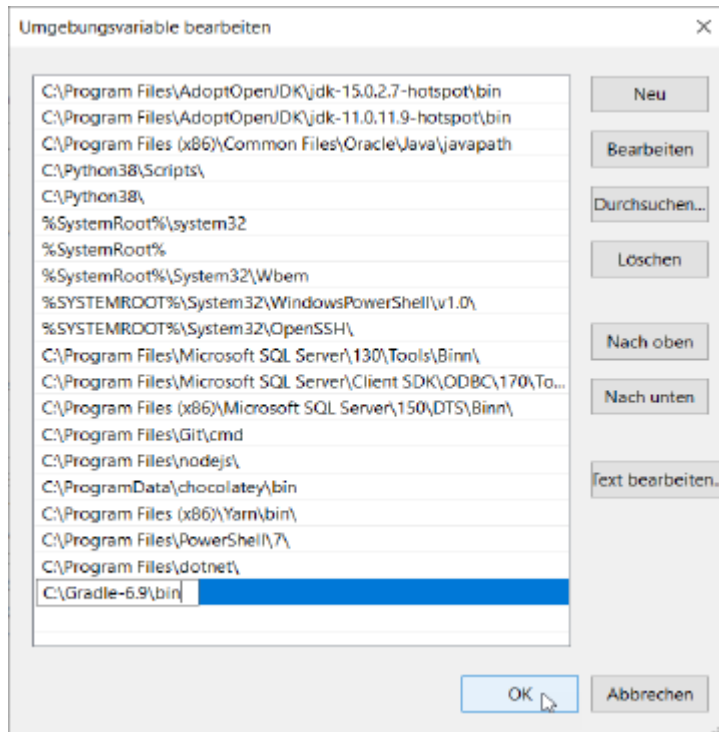 Umgebungsvariable bearbeiten
C:\Program Files\AdoptOpenJDK\jdk-15.0.2.7-hotspot\bin
C:\Program Files\AdoptOpenJDK\jdk-11.0.11.9-hotspot\bin
C:\Program Files (x86)\Common Files\Oracle\Java\javapath
C:\Python38\Scripts\
C:\Python38\
%SystemRoot%\system32
%SystemRoot%
%SystemRoot%\System32\Wbem
%SYSTEMROOT%\System32\WindowsPowerShell\v1.0\
%SYSTEMROOT%\System32\OpenSSH\
C:\Program Files\Microsoft SQL Server\130\Tools\Binn\
C:\Program Files\Microsoft SQL Server\Client SDK\ODBC\170\To...
C:\Program Files (x86)\Microsoft SQL Server\150\DTS\Binn\
C:\Program Files\Git\cmd
C:\Program Files\nodejs\
C:\ProgramData\chocolatey\bin
C:\Program Files (x86)\Yarn\bin\
C:\Program Files\PowerShell\7\
C:\Program Files\dotnet\
C:\Gradle-6.9\bin
Neu
Bearbeiten
Durchsuchen...
Löschen
Nach oben
Nach unten
Text bearbeiten.
OK
Abbrechen